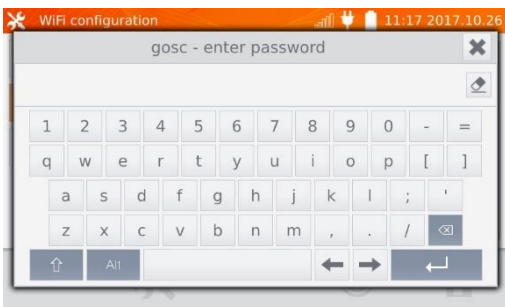 WiFi configuration 11:17 2017.10.26
gosc - enter password
1 2 3 4 5 6 7 8 9 0 - =
q w e r t y u i o p [ ]
a s d f g h j k l ; '
z x c v b n m , . /
Alt